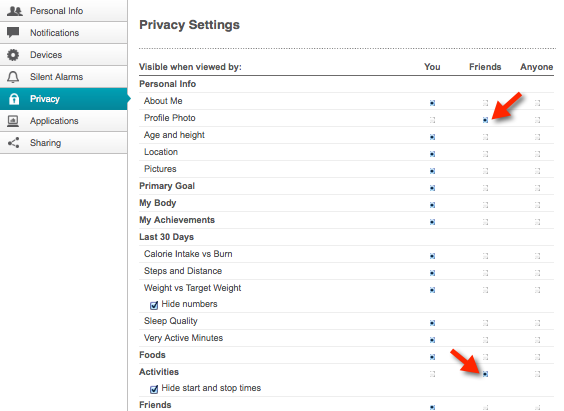 Personal Info
Notifications
Devices
Silent Alarms
Privacy
Applications
Sharing
Privacy Settings
Visible when viewed by: You Friends Anyone
Personal Info
About Me
Profile Photo
Age and height
Location
Pictures
Primary Goal
My Body
My Achievements
Last 30 Days
Calorie Intake vs Burn
Steps and Distance
Weight vs Target Weight
Hide numbers
Sleep Quality
Very Active Minutes
Foods
Activities
Hide start and stop times
Friends